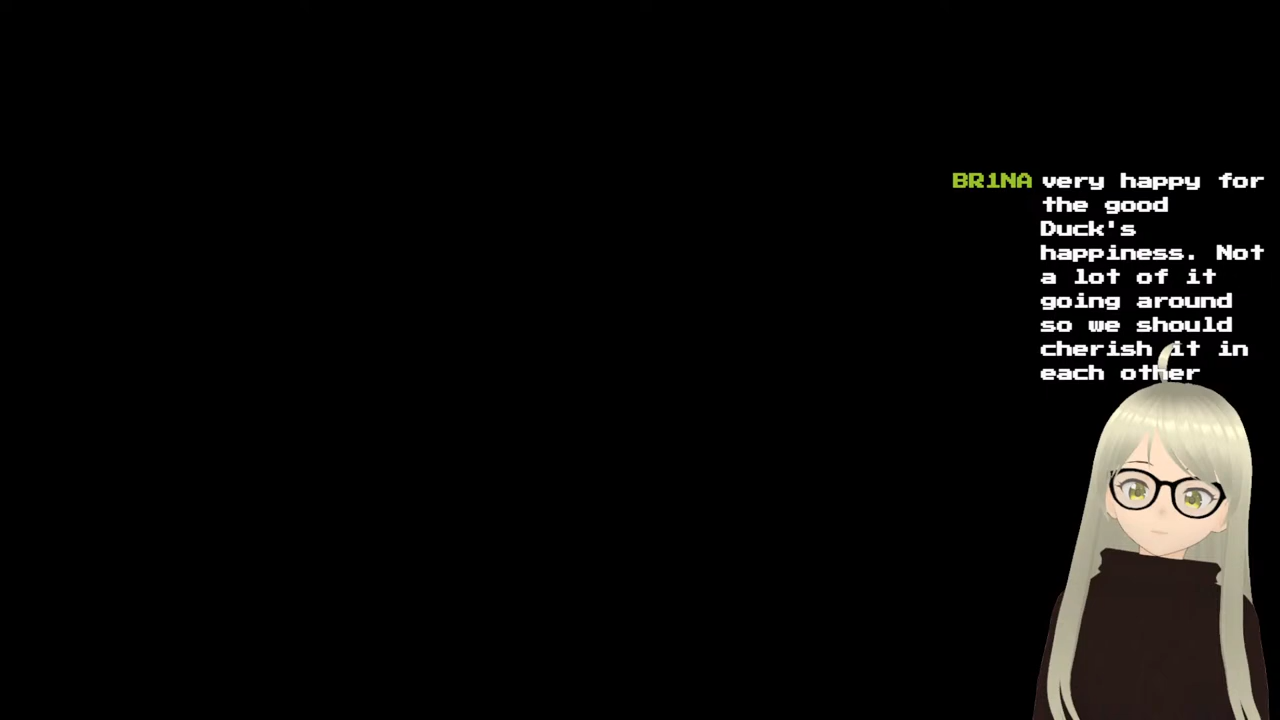 BR1NA very happy for
the good
Duck's
happiness. Not
a lot of it
going around
so we should
cherish it in
each other